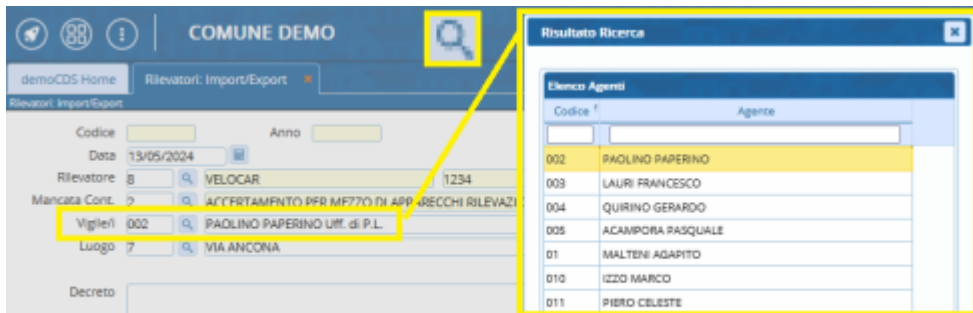 COMUNE DEMO
demoCDS Home
Rilevatori: Import/Export
Rilevatori: Import/Export
Codice Anno
Data 13/05/2024
Rilevatore 8 VELOCAR 1234
Mancata Cont. 2 ACCERTAMENTO PER MEZZO DI APPARECCHI RILEVAZI
Vigile/i 002 PAOLINO PAPERINO Uff. di P.L.
Luogo 7 VIA ANCONA
Decreto
Risultato Ricerca
Elenco Agenti
Codice Agente
002 PAOLINO PAPERINO
003 LAURI FRANCESCO
004 QUIRINO GERARDO
005 ACAMPORA PASQUALE
01 MALTENI AGAPITO
010 IZZO MARCO
011 PIERO CELESTE